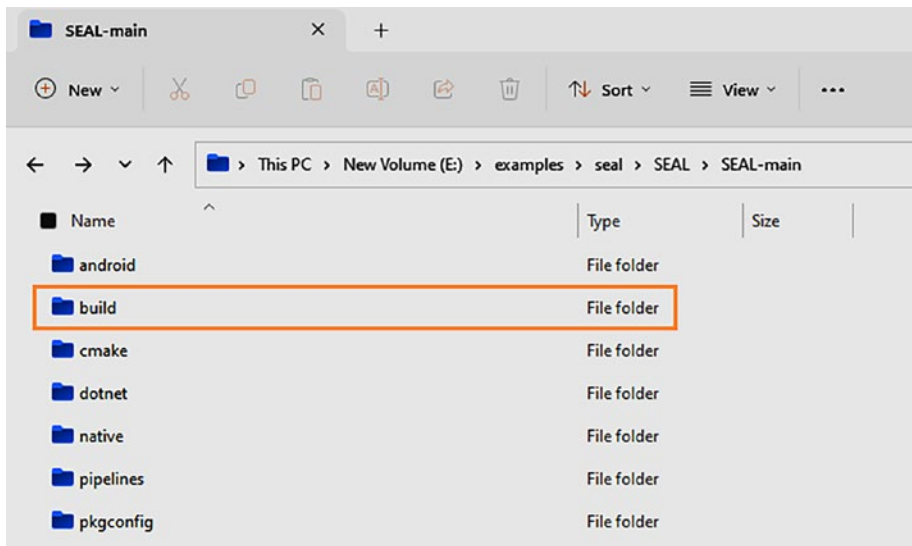 SEAL-main
New Sort View
This PC > New Volume (E:) > examples > seal > SEAL > SEAL-main
Name Type Size
android File folder
build File folder
cmake File folder
dotnet File folder
native File folder
pipelines File folder
pkgconfig File folder